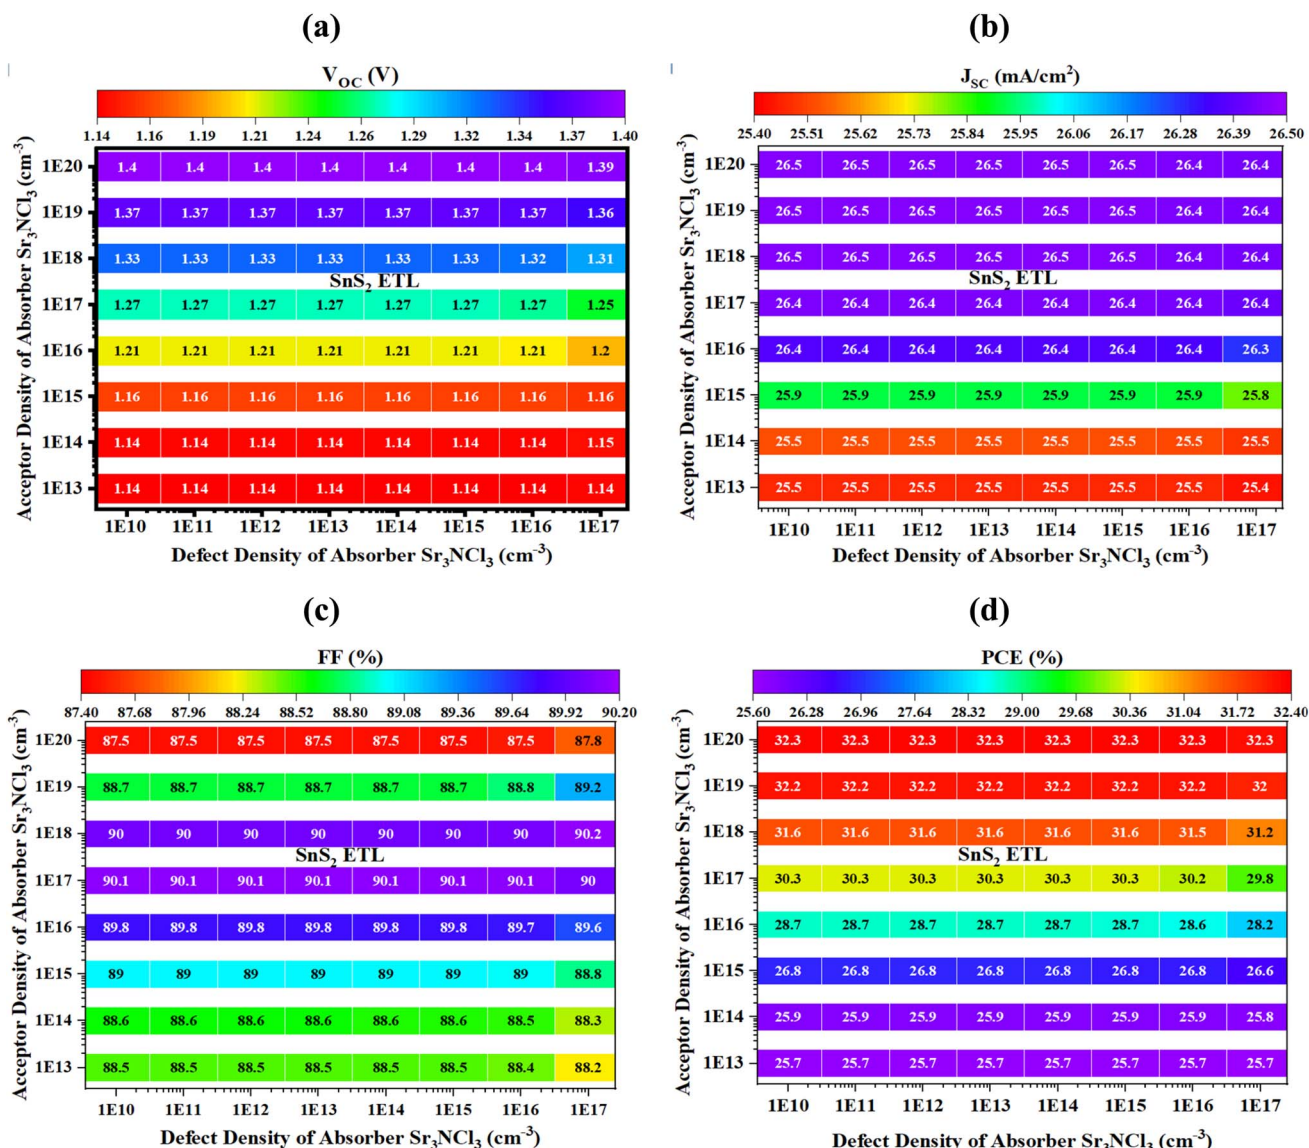 (a)
V_OC (V)
1.14 1.16 1.19 1.21 1.24 1.26 1.29 1.32 1.34 1.37 1.40
Acceptor Density of Absorber Sr3NCl3 (cm-3)
1E20 1.4 1.4 1.4 1.4 1.4 1.4 1.4 1.39
1E19 1.37 1.37 1.37 1.37 1.37 1.37 1.37 1.36
1E18 1.33 1.33 1.33 1.33 1.33 1.33 1.32 1.31
SnS2 ETL
1E17 1.27 1.27 1.27 1.27 1.27 1.27 1.27 1.25
1E16 1.21 1.21 1.21 1.21 1.21 1.21 1.21 1.2
1E15 1.16 1.16 1.16 1.16 1.16 1.16 1.16 1.16
1E14 1.14 1.14 1.14 1.14 1.14 1.14 1.14 1.15
1E13 1.14 1.14 1.14 1.14 1.14 1.14 1.14 1.14
1E10 1E11 1E12 1E13 1E14 1E15 1E16 1E17
Defect Density of Absorber Sr3NCl3 (cm-3)
(b)
J_SC (mA/cm2)
25.40 25.51 25.62 25.73 25.84 25.95 26.06 26.17 26.28 26.39 26.50
Acceptor Density of Absorber Sr3NCl3 (cm-3)
1E20 26.5 26.5 26.5 26.5 26.5 26.5 26.4 26.4
1E19 26.5 26.5 26.5 26.5 26.5 26.5 26.4 26.4
1E18 26.5 26.5 26.5 26.5 26.5 26.5 26.4 26.4
SnS2 ETL
1E17 26.4 26.4 26.4 26.4 26.4 26.4 26.4 26.4
1E16 26.4 26.4 26.4 26.4 26.4 26.4 26.4 26.3
1E15 25.9 25.9 25.9 25.9 25.9 25.9 25.9 25.8
1E14 25.5 25.5 25.5 25.5 25.5 25.5 25.5 25.5
1E13 25.5 25.5 25.5 25.5 25.5 25.5 25.5 25.4
1E10 1E11 1E12 1E13 1E14 1E15 1E16 1E17
Defect Density of Absorber Sr3NCl3 (cm-3)
(c)
FF (%)
87.40 87.68 87.96 88.24 88.52 88.80 89.08 89.36 89.64 89.92 90.20
Acceptor Density of Absorber Sr3NCl3 (cm-3)
1E20 87.5 87.5 87.5 87.5 87.5 87.5 87.5 87.8
1E19 88.7 88.7 88.7 88.7 88.7 88.7 88.8 89.2
1E18 90 90 90 90 90 90 90 90.2
SnS2 ETL
1E17 90.1 90.1 90.1 90.1 90.1 90.1 90.1 90
1E16 89.8 89.8 89.8 89.8 89.8 89.8 89.7 89.6
1E15 89 89 89 89 89 89 89 88.8
1E14 88.6 88.6 88.6 88.6 88.6 88.6 88.5 88.3
1E13 88.5 88.5 88.5 88.5 88.5 88.5 88.4 88.2
1E10 1E11 1E12 1E13 1E14 1E15 1E16 1E17
Defect Density of Absorber Sr3NCl3 (cm-3)
(d)
PCE (%)
25.60 26.28 26.96 27.64 28.32 29.00 29.68 30.36 31.04 31.72 32.40
Acceptor Density of Absorber Sr3NCl3 (cm-3)
1E20 32.3 32.3 32.3 32.3 32.3 32.3 32.3 32.3
1E19 32.2 32.2 32.2 32.2 32.2 32.2 32.2 32
1E18 31.6 31.6 31.6 31.6 31.6 31.6 31.5 31.2
SnS2 ETL
1E17 30.3 30.3 30.3 30.3 30.3 30.3 30.2 29.8
1E16 28.7 28.7 28.7 28.7 28.7 28.7 28.6 28.2
1E15 26.8 26.8 26.8 26.8 26.8 26.8 26.8 26.6
1E14 25.9 25.9 25.9 25.9 25.9 25.9 25.9 25.8
1E13 25.7 25.7 25.7 25.7 25.7 25.7 25.7 25.7
1E10 1E11 1E12 1E13 1E14 1E15 1E16 1E17
Defect Density of Absorber Sr3NCl3 (cm-3)